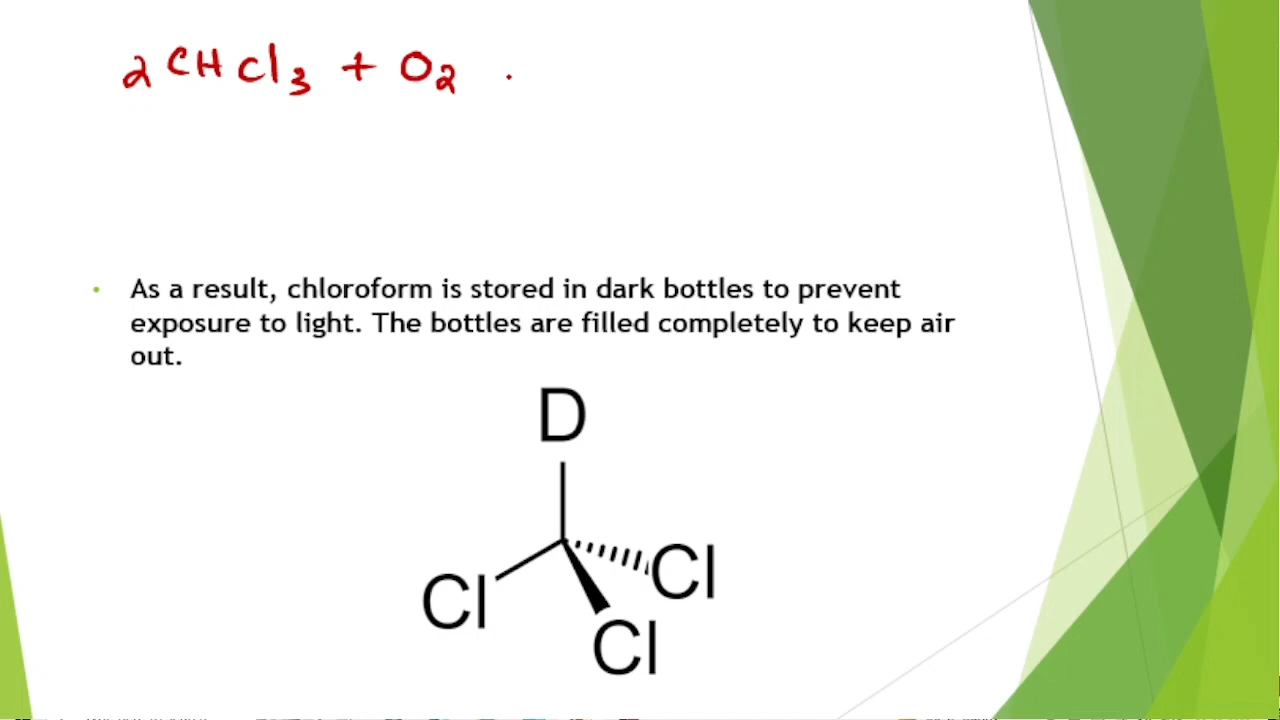 2CHCl3 + O2
• As a result, chloroform is stored in dark bottles to prevent
exposure to light. The bottles are filled completely to keep air
out.
D
Cl
Cl
Cl